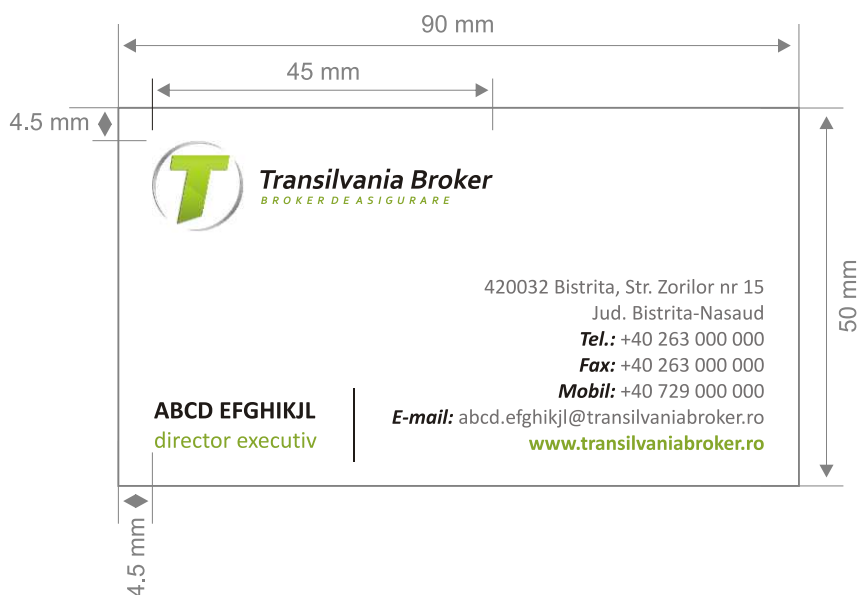 90 mm
45 mm
4.5 mm
T
Transilvania Broker
BROKER DE ASIGURARE
50 mm
420032 Bistrita, Str. Zorilor nr 15
Jud. Bistrita-Nasaud
Tel.: +40 263 000 000
Fax: +40 263 000 000
Mobil: +40 729 000 000
E-mail: abcd.efghikjl@transilvaniabroker.ro
www.transilvaniabroker.ro
ABCD EFGHIKJL
director executiv
4.5 mm